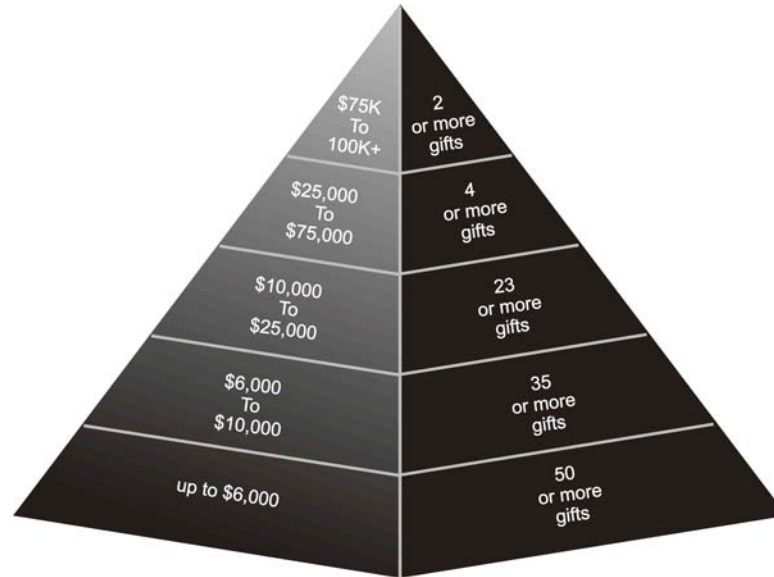 $75K
To
100K+
2
or more
gifts
$25,000
To
$75,000
4
or more
gifts
$10,000
To
$25,000
23
or more
gifts
$6,000
To
$10,000
35
or more
gifts
up to $6,000
50
or more
gifts